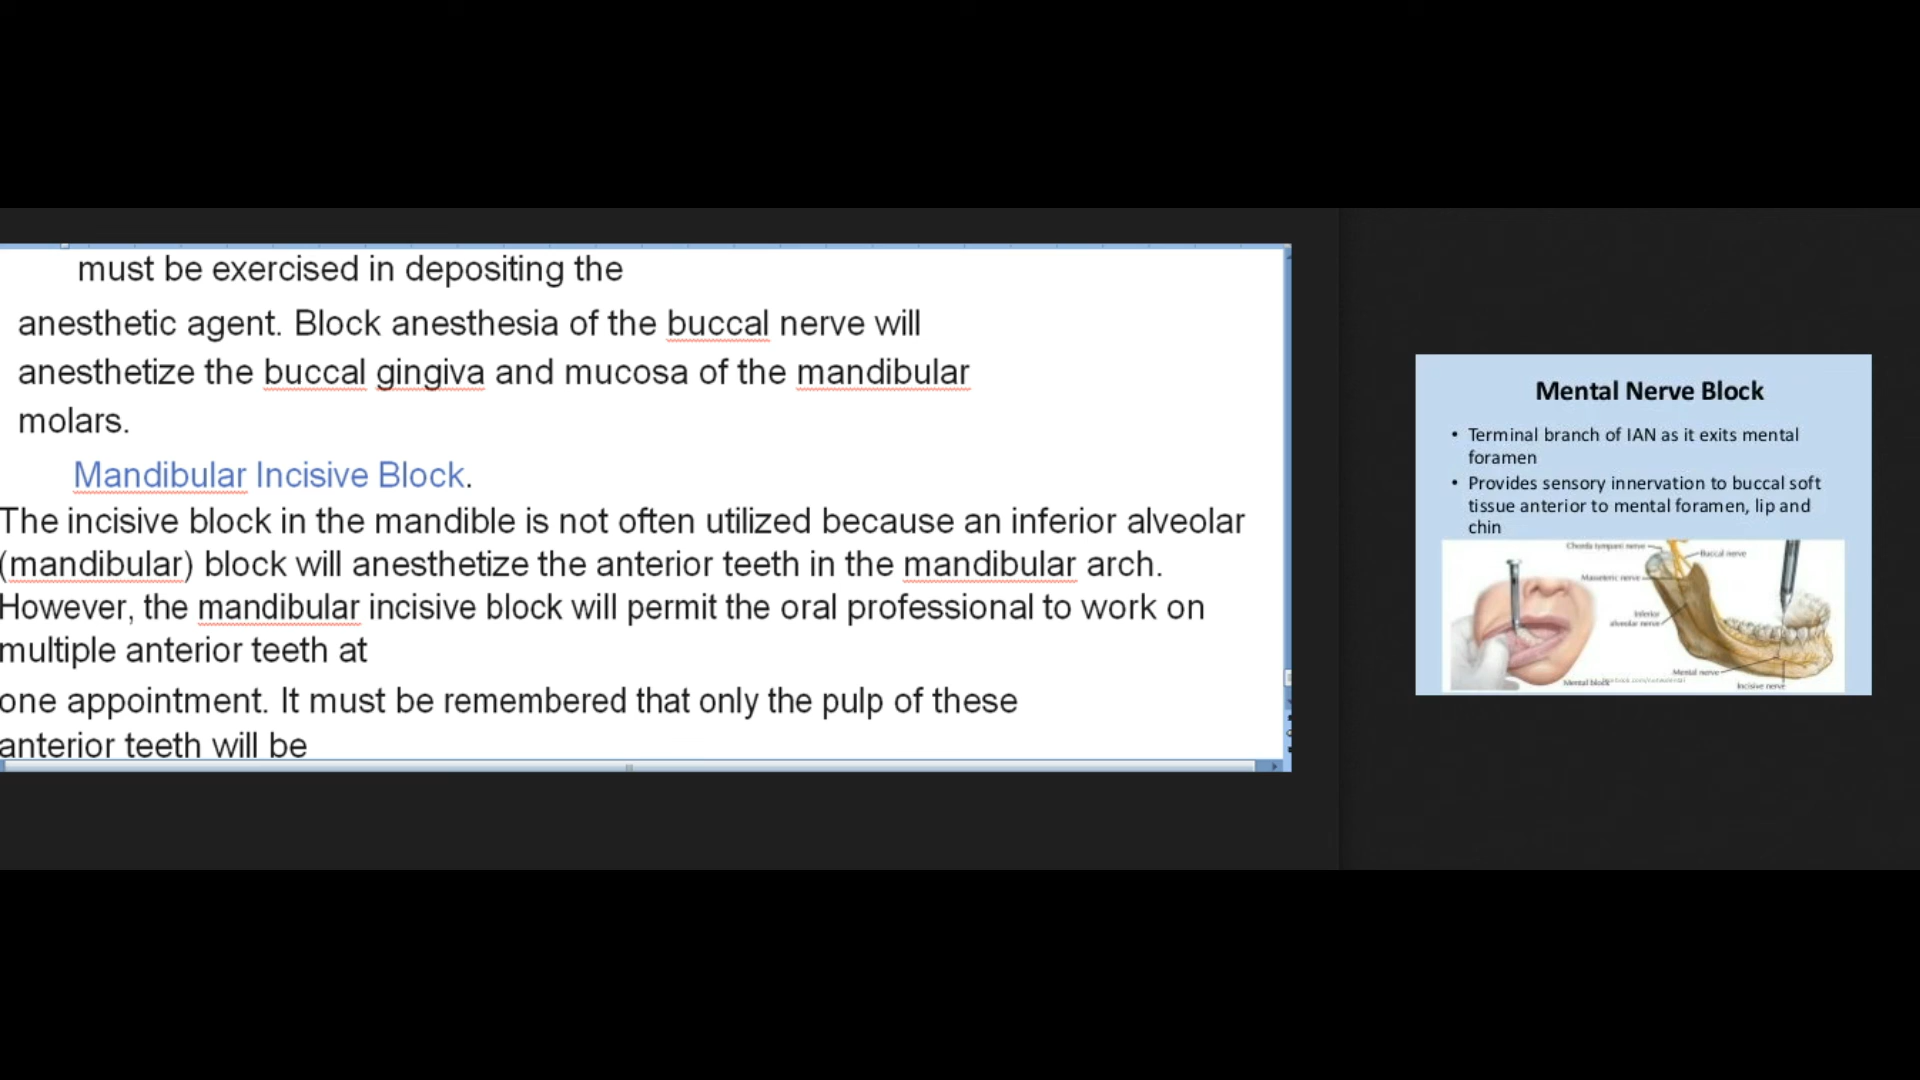 must be exercised in depositing the
anesthetic agent. Block anesthesia of the buccal nerve will
anesthetize the buccal gingiva and mucosa of the mandibular
molars.
Mandibular Incisive Block.
The incisive block in the mandible is not often utilized because an inferior alveolar
(mandibular) block will anesthetize the anterior teeth in the mandibular arch.
However, the mandibular incisive block will permit the oral professional to work on
multiple anterior teeth at
one appointment. It must be remembered that only the pulp of these
anterior teeth will be
Mental Nerve Block
• Terminal branch of IAN as it exits mental
foramen
• Provides sensory innervation to buccal soft
tissue anterior to mental foramen, lip and
chin
Chorda tympani nerve
Buccal nerve
Masseteric nerve
Inferior
alveolar nerve
Mental nerve
Mental block
Incisive nerve